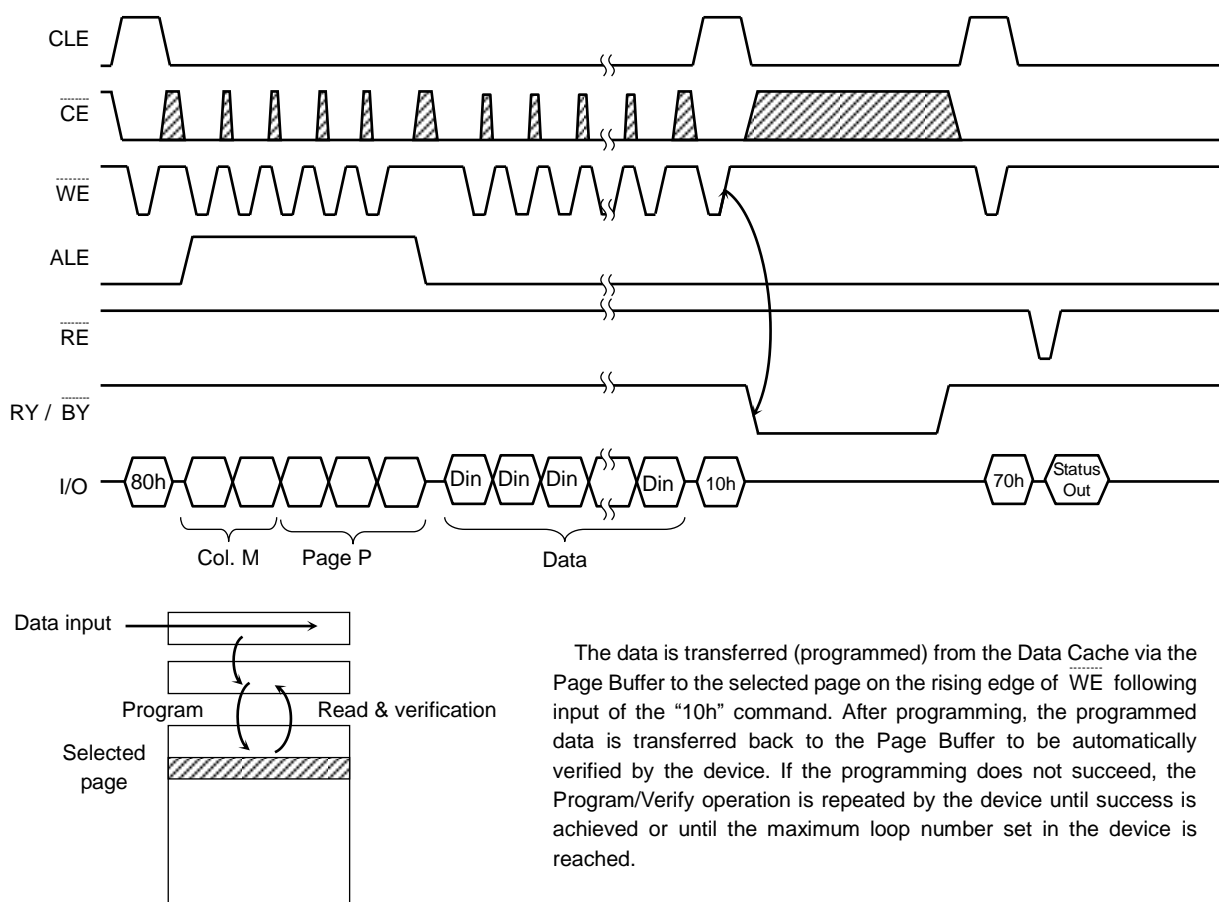 CLE
CE
WE
ALE
RE
RY / BY
I/O 80h Din Din Din Din 10h 70h Status Out
Col. M Page P Data
Data input
Program Read & verification
Selected
page
The data is transferred (programmed) from the Data Cache via the
Page Buffer to the selected page on the rising edge of WE following
input of the “10h” command. After programming, the programmed
data is transferred back to the Page Buffer to be automatically
verified by the device. If the programming does not succeed, the
Program/Verify operation is repeated by the device until success is
achieved or until the maximum loop number set in the device is
reached.